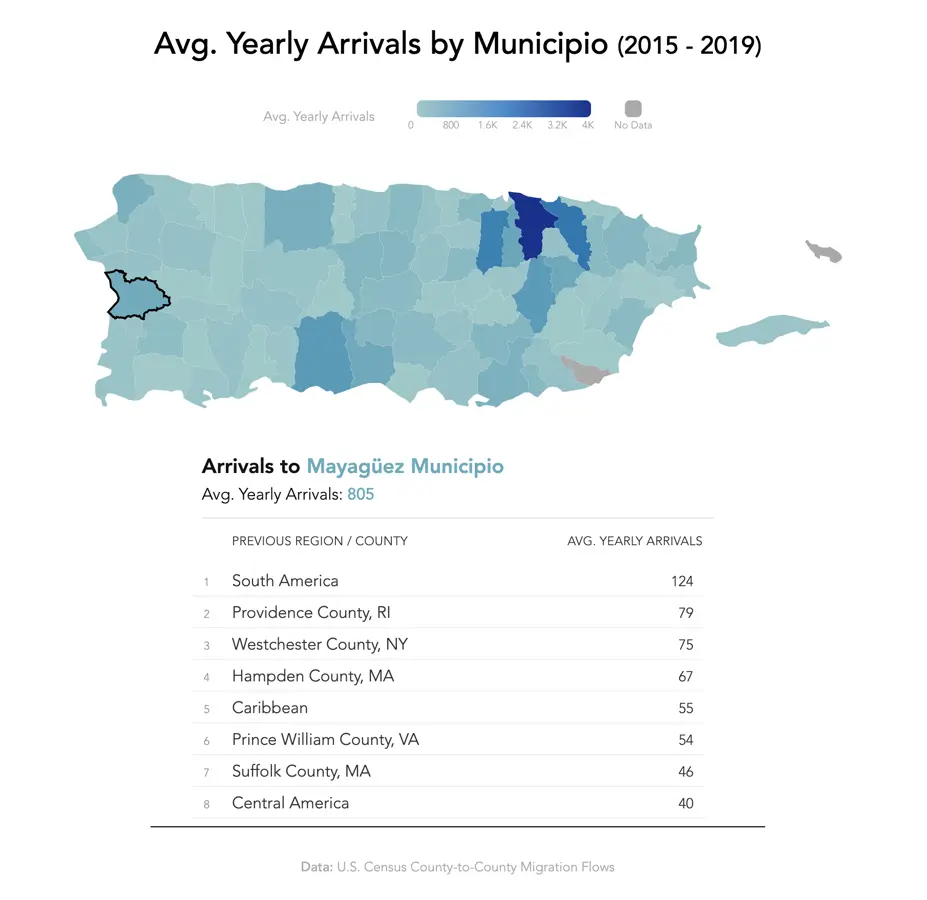 Avg. Yearly Arrivals by Municipio (2015 - 2019)
Avg. Yearly Arrivals
0 800 1.6K 2.4K 3.2K 4K No Data
Arrivals to Mayagüez Municipio
Avg. Yearly Arrivals: 805
PREVIOUS REGION / COUNTY AVG. YEARLY ARRIVALS
1 South America 124
2 Providence County, RI 79
3 Westchester County, NY 75
4 Hampden County, MA 67
5 Caribbean 55
6 Prince William County, VA 54
7 Suffolk County, MA 46
8 Central America 40
Data: U.S. Census County-to-County Migration Flows